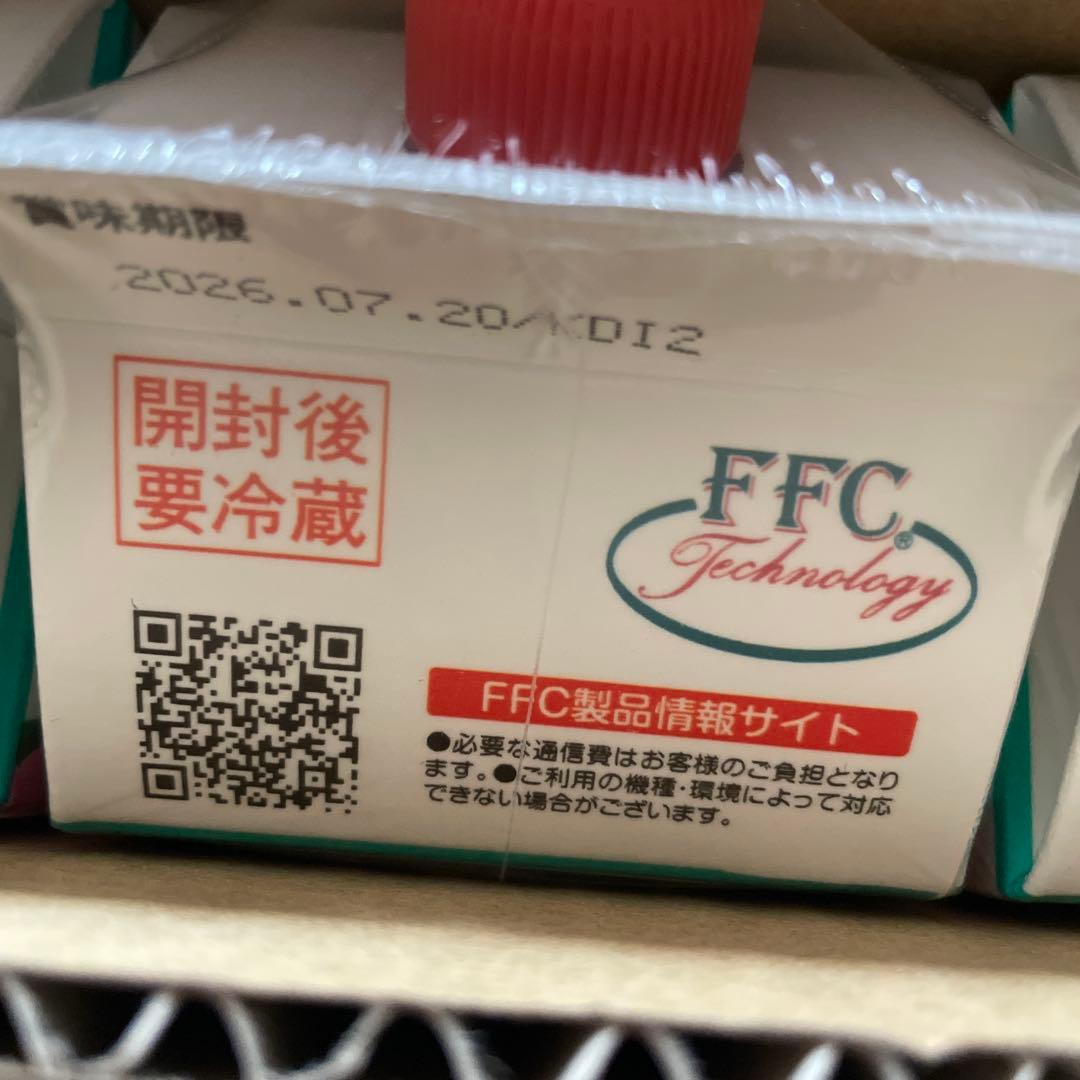 賞味期限
2026.07.20/KDI2
開封後
要冷蔵
FFC®
Technology
FFC製品情報サイト
●必要な通信費はお客様のご負担となり
ます。●ご利用の機種・環境によって対応
できない場合がございます。